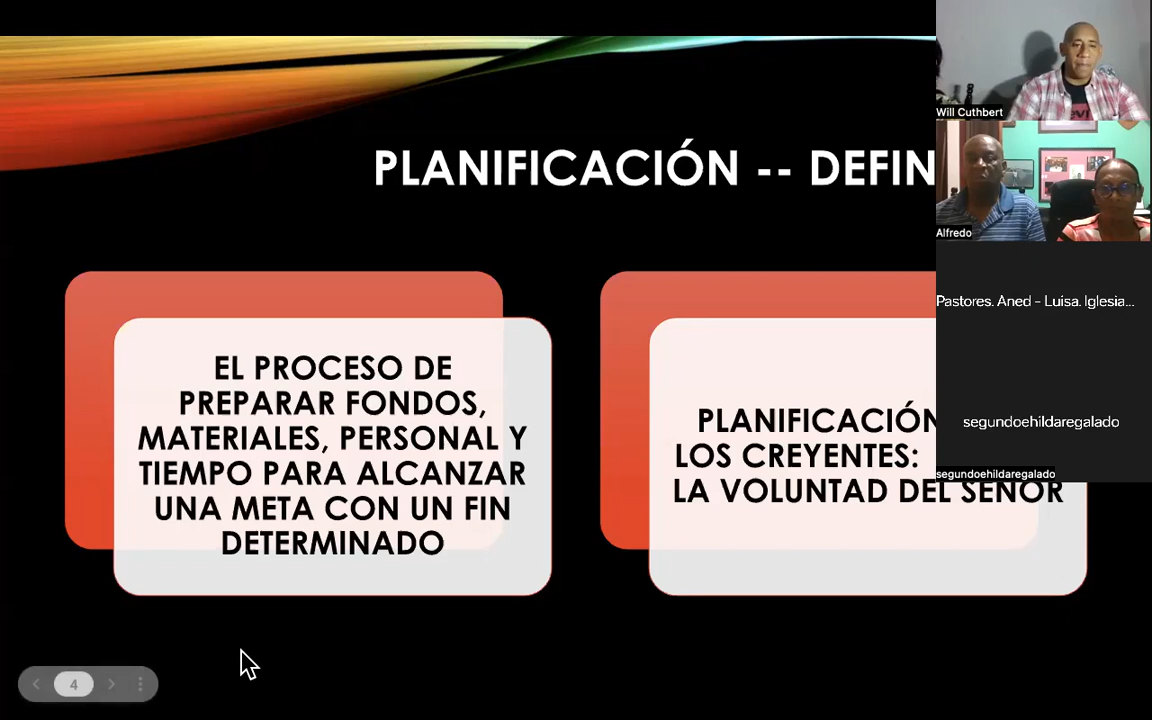 PLANIFICACIÓN -- DEFIN
EL PROCESO DE
PREPARAR FONDOS,
MATERIALES, PERSONAL Y
TIEMPO PARA ALCANZAR
UNA META CON UN FIN
DETERMINADO
PLANIFICACIÓN
LOS CREYENTES:
LA VOLUNTAD DEL SEÑOR
Will Cuthbert
Alfredo
Pastores. Aned - Luisa. Iglesia...
segundoehildaregalado
segundoehildaregalado
4